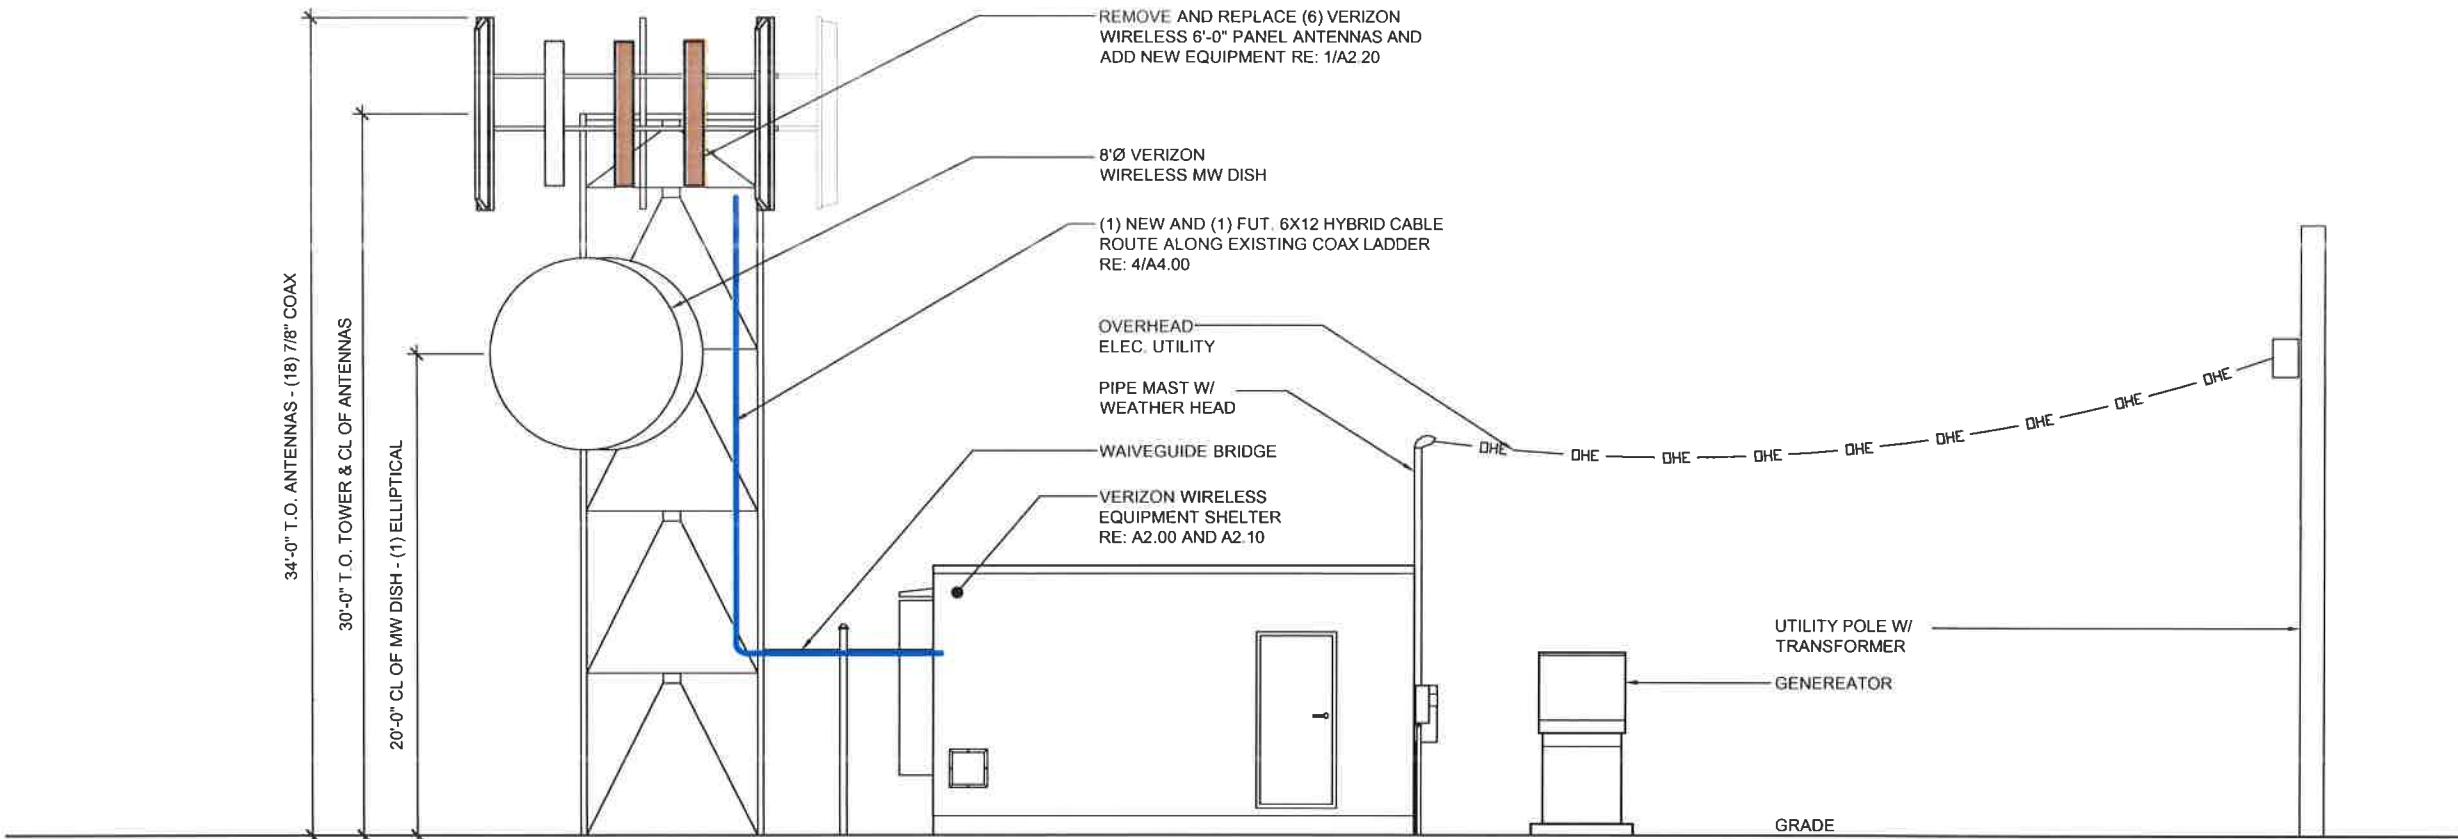 REMOVE AND REPLACE (6) VERIZON
WIRELESS 6'-0" PANEL ANTENNAS AND
ADD NEW EQUIPMENT RE: 1/A2.20
8'Ø VERIZON
WIRELESS MW DISH
(1) NEW AND (1) FUT. 6X12 HYBRID CABLE
ROUTE ALONG EXISTING COAX LADDER
RE: 4/A4.00
OVERHEAD
ELEC. UTILITY
PIPE MAST W/
WEATHER HEAD
WAIVEGUIDE BRIDGE
VERIZON WIRELESS
EQUIPMENT SHELTER
RE: A2.00 AND A2.10
34'-0" T.O. ANTENNAS - (18) 7/8" COAX
30'-0" T.O. TOWER & CL OF ANTENNAS
20'-0" CL OF MW DISH - (1) ELLIPTICAL
OHE
OHE
OHE
OHE
OHE
OHE
OHE
OHE
OHE
UTILITY POLE W/
TRANSFORMER
GENEREATOR
GRADE